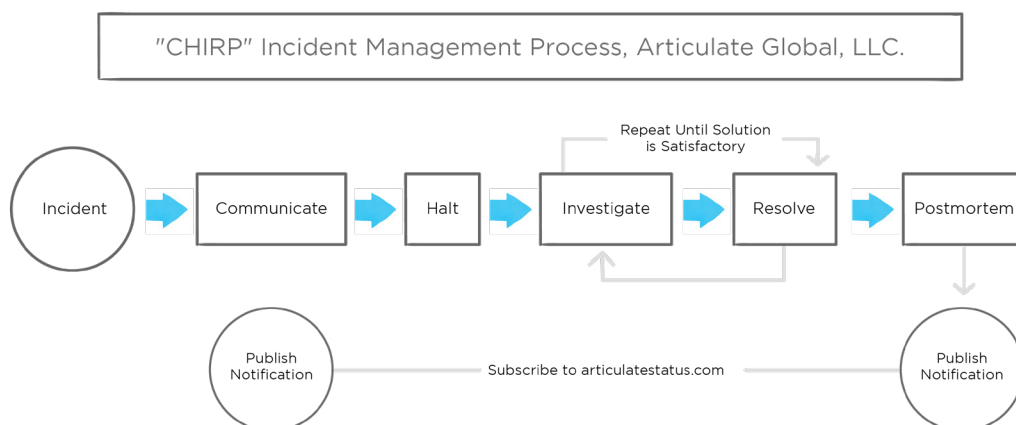 "CHIRP" Incident Management Process, Articulate Global, LLC.
Repeat Until Solution
is Satisfactory
Incident
Communicate
Halt
Investigate
Resolve
Postmortem
Publish
Notification
Subscribe to articulatestatus.com
Publish
Notification